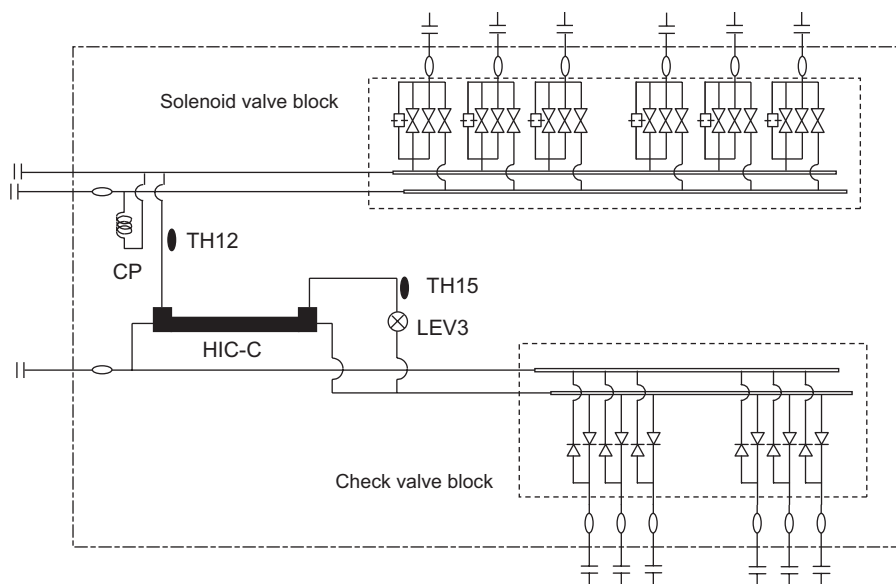 Solenoid valve block
TH12
CP
TH15
LEV3
HIC-C
Check valve block